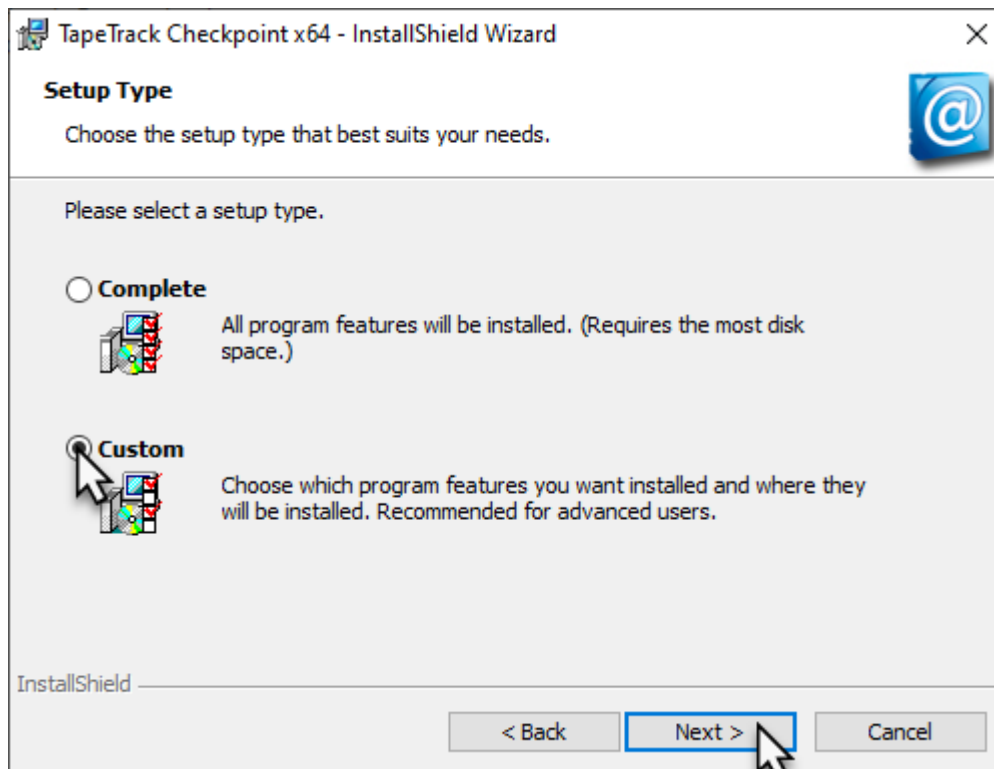 TapeTrack Checkpoint x64 - InstallShield Wizard
Setup Type
Choose the setup type that best suits your needs.
Please select a setup type.
Complete
All program features will be installed. (Requires the most disk
space.)
Custom
Choose which program features you want installed and where they
will be installed. Recommended for advanced users.
InstallShield
< Back
Next >
Cancel